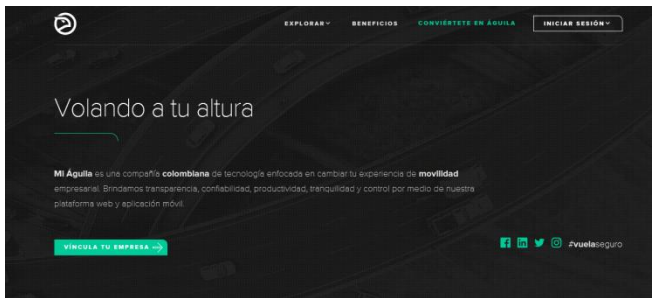 EXPLORAR BENEFICIOS CONVIÉRTETE EN ÁGUILA INICIAR SESIÓN
Volando a tu altura
Mi Águila es una compañía colombiana de tecnología enfocada en cambiar tu experiencia de movilidad
empresarial. Brindamos transparencia, confiabilidad, productividad, tranquilidad y control por medio de nuestra
plataforma web y aplicación móvil.
VÍNCULA TU EMPRESA
#vuelaseguro